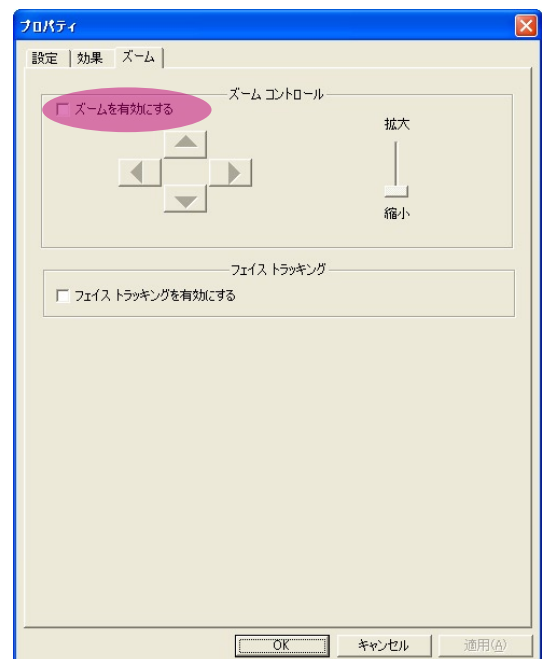 プロパティ
設定 効果 ズーム
ズーム コントロール
ズームを有効にする
拡大
縮小
フェイス トラッキング
フェイス トラッキングを有効にする
OK キャンセル 適用(A)